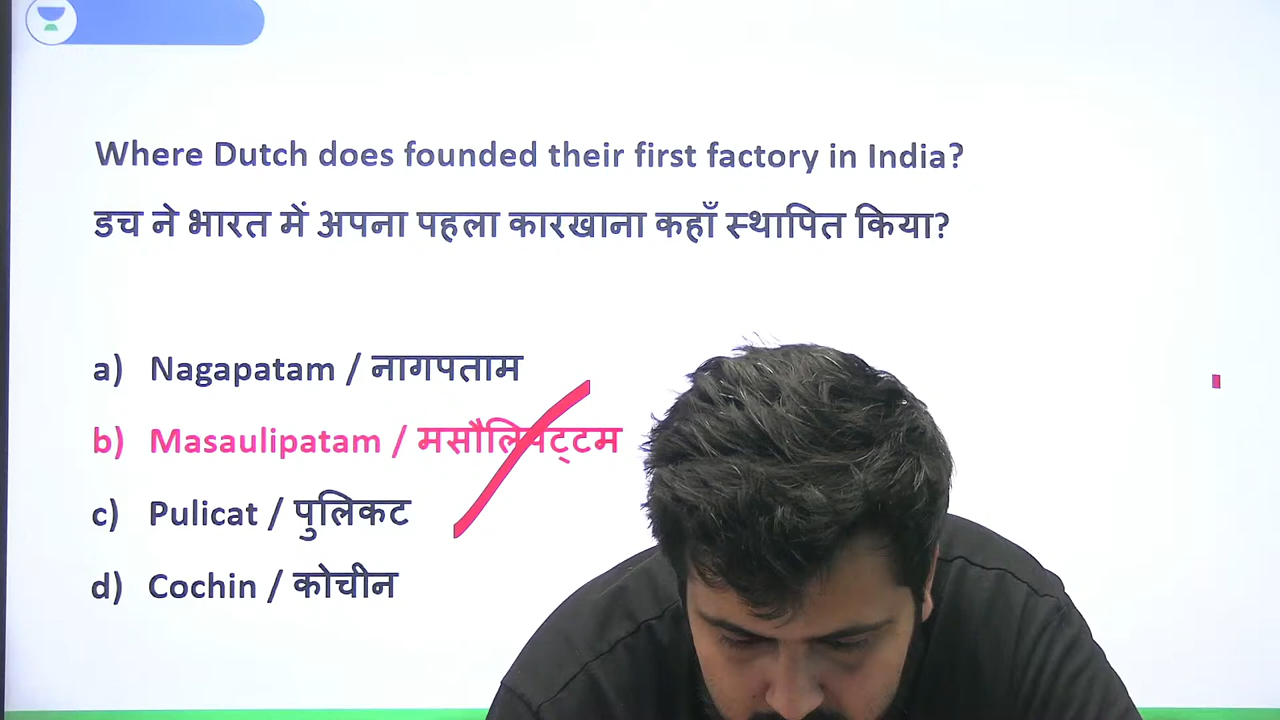 Where Dutch does founded their first factory in India?
डच ने भारत में अपना पहला कारखाना कहाँ स्थापित किया?
a) Nagapatam / नागपताम
b) Masaulipatam / मसौलिपट्टम
c) Pulicat / पुलिकट
d) Cochin / कोचीन